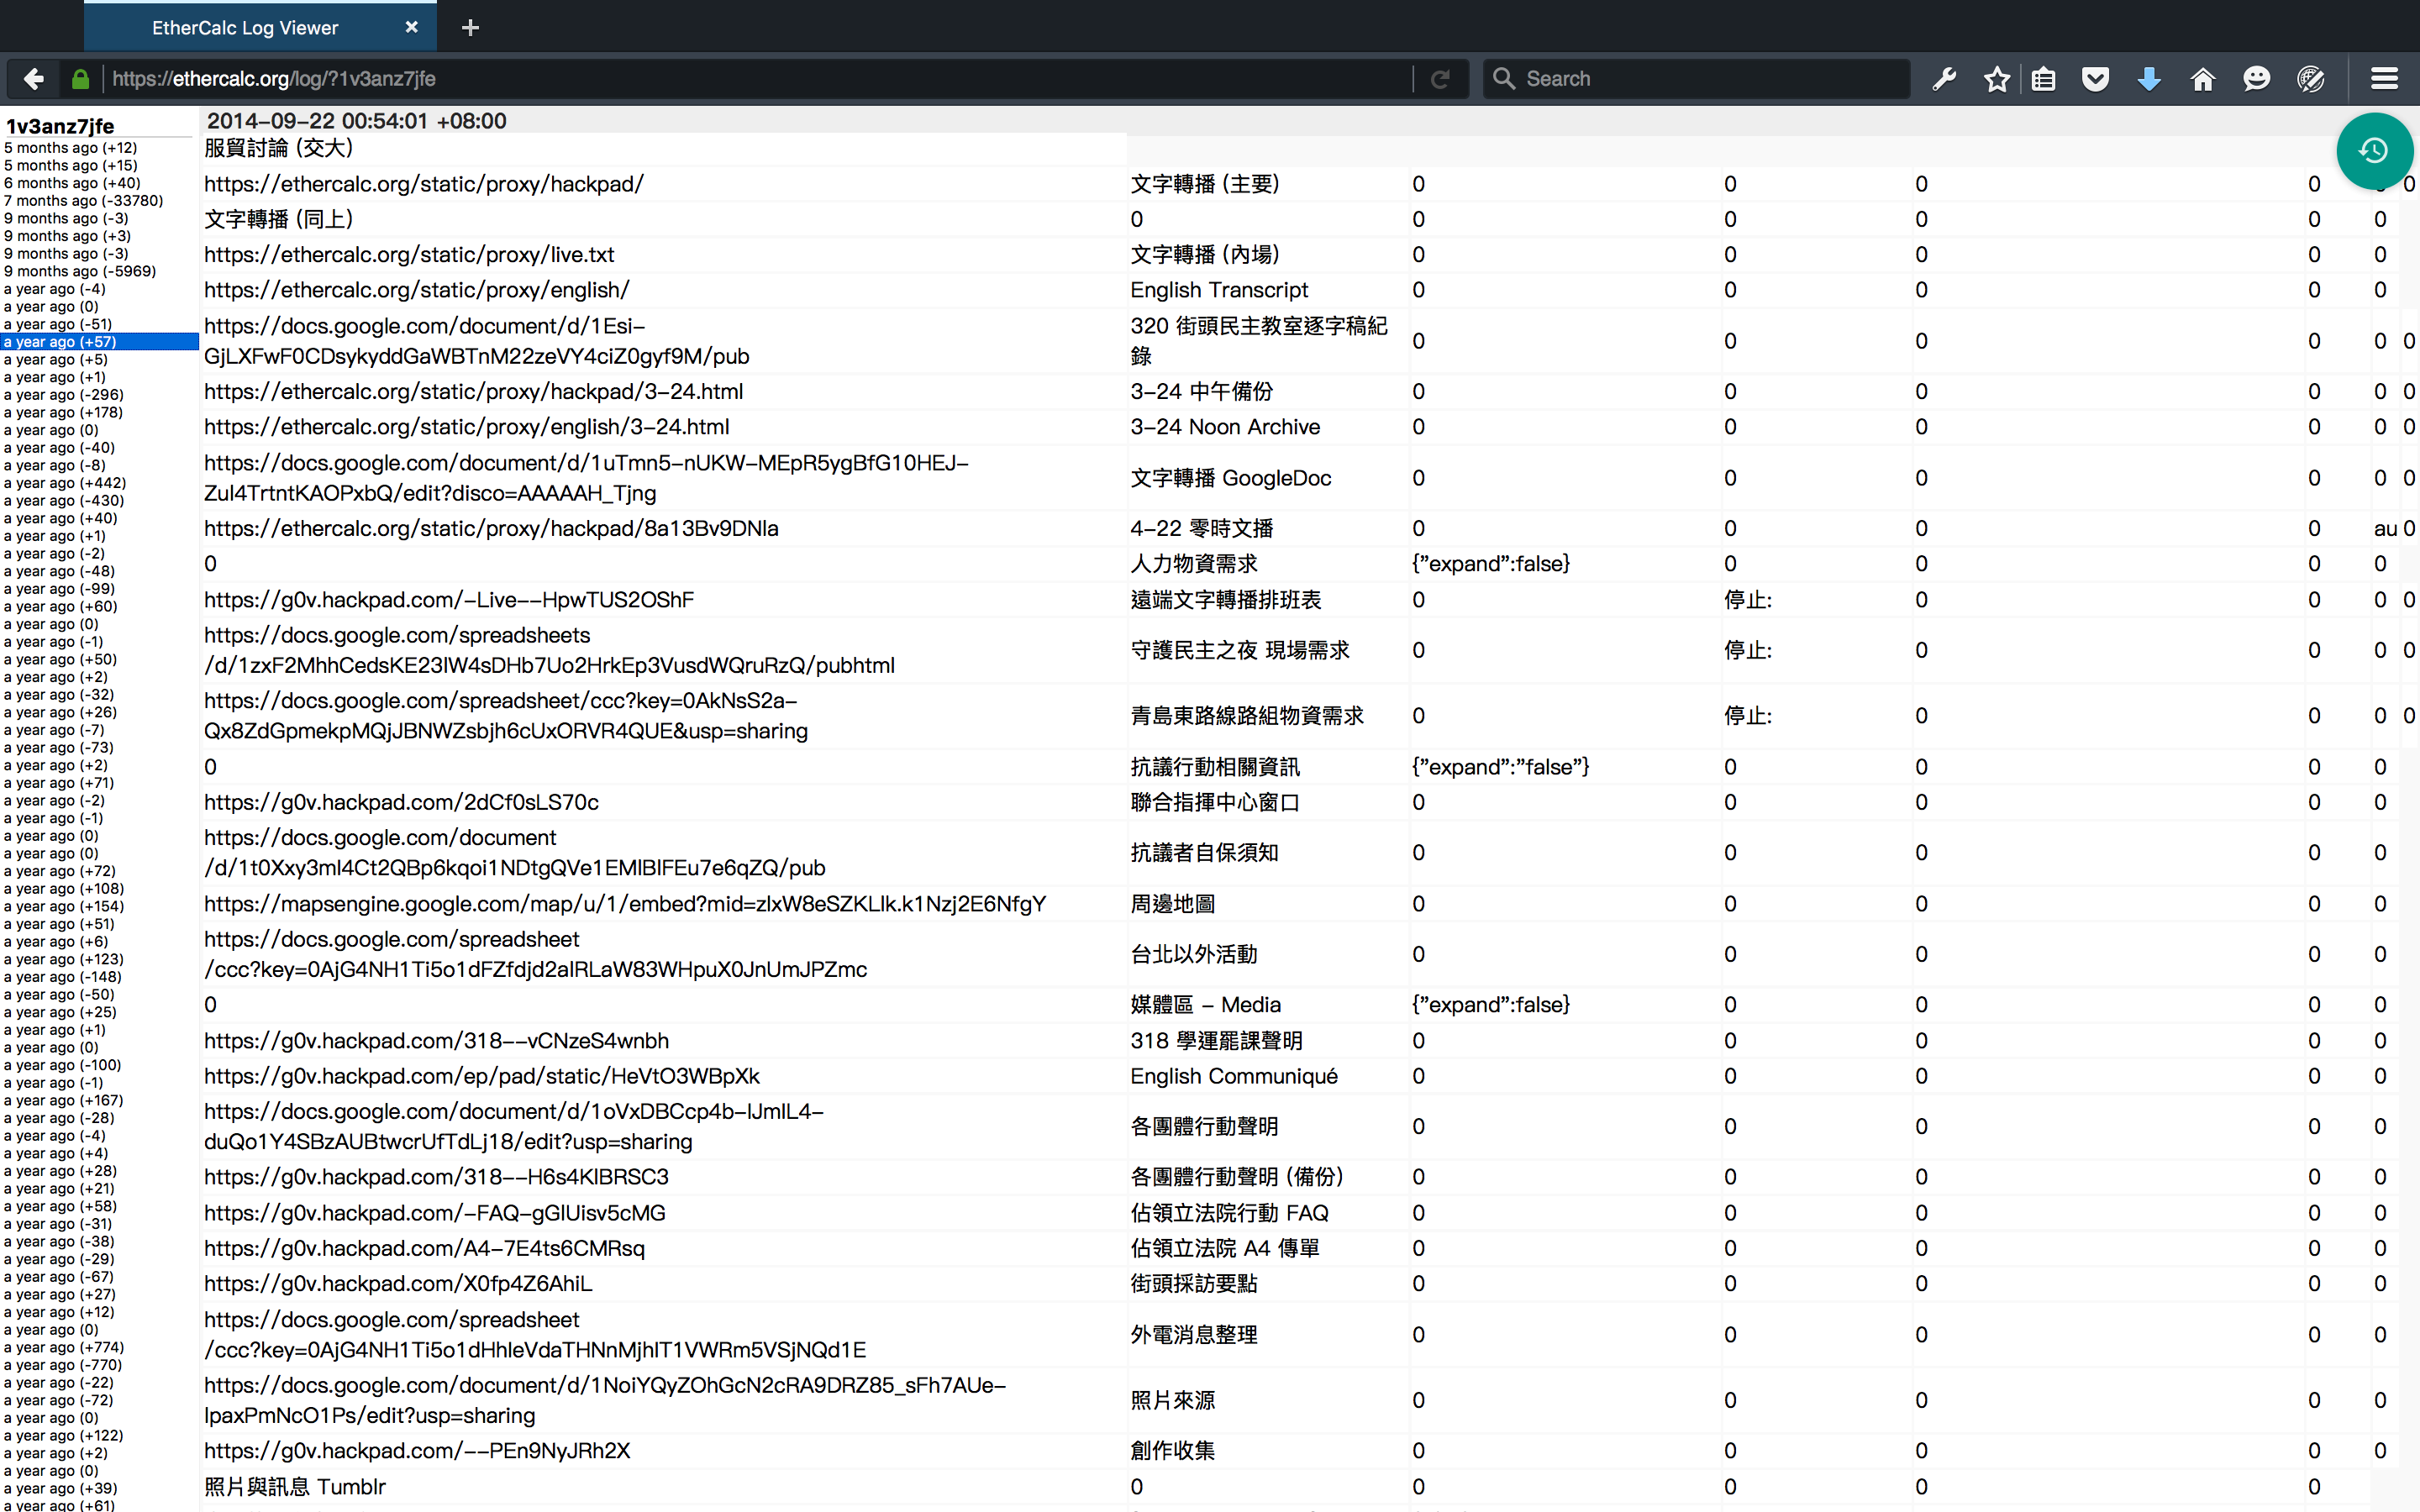 EtherCalc Log Viewer
https://ethercalc.org/log/?1v3anz7jfe
Search
1v3anz7jfe
5 months ago (+12)
5 months ago (+15)
6 months ago (+40)
7 months ago (-33780)
9 months ago (-3)
9 months ago (+3)
9 months ago (-3)
9 months ago (-5969)
a year ago (-4)
a year ago (0)
a year ago (-51)
a year ago (+57)
a year ago (+5)
a year ago (+1)
a year ago (-296)
a year ago (+178)
a year ago (0)
a year ago (-40)
a year ago (-8)
a year ago (+442)
a year ago (-430)
a year ago (+40)
a year ago (+1)
a year ago (-2)
a year ago (-48)
a year ago (-99)
a year ago (+60)
a year ago (0)
a year ago (-1)
a year ago (+50)
a year ago (+2)
a year ago (-32)
a year ago (+26)
a year ago (-7)
a year ago (-73)
a year ago (+2)
a year ago (+71)
a year ago (-2)
a year ago (-1)
a year ago (0)
a year ago (0)
a year ago (+72)
a year ago (+108)
a year ago (+154)
a year ago (+51)
a year ago (+6)
a year ago (+123)
a year ago (-148)
a year ago (-50)
a year ago (+25)
a year ago (+1)
a year ago (0)
a year ago (-100)
a year ago (-1)
a year ago (+167)
a year ago (-28)
a year ago (-4)
a year ago (+4)
a year ago (+28)
a year ago (+21)
a year ago (+58)
a year ago (-31)
a year ago (-38)
a year ago (-29)
a year ago (-67)
a year ago (+27)
a year ago (+12)
a year ago (0)
a year ago (+774)
a year ago (-770)
a year ago (-22)
a year ago (-72)
a year ago (0)
a year ago (+122)
a year ago (+2)
a year ago (0)
a year ago (+39)
a year ago (+61)
2014-09-22 00:54:01 +08:00
服貿討論 (交大)
https://ethercalc.org/static/proxy/hackpad/ 文字轉播 (主要) 0 0 0 0 0
文字轉播 (同上) 0 0 0 0 0 0
https://ethercalc.org/static/proxy/live.txt 文字轉播 (內場) 0 0 0 0 0
https://ethercalc.org/static/proxy/english/ English Transcript 0 0 0 0 0
https://docs.google.com/document/d/1Esi-
GjLXFwF0CDsykyddGaWBTnM22zeVY4ciZ0gyf9M/pub 320 街頭民主教室逐字稿紀
錄 0 0 0 0 0 0
https://ethercalc.org/static/proxy/hackpad/3-24.html 3-24 中午備份 0 0 0 0 0 0
https://ethercalc.org/static/proxy/english/3-24.html 3-24 Noon Archive 0 0 0 0 0 0
https://docs.google.com/document/d/1uTmn5-nUKW-MEpR5ygBfG10HEJ-
Zul4TrtntKAOPxbQ/edit?disco=AAAAAH_Tjng 文字轉播 GoogleDoc 0 0 0 0 0 0
https://ethercalc.org/static/proxy/hackpad/8a13Bv9DNla 4-22 零時文播 0 0 0 0 au 0
0 人力物資需求 {"expand":false} 0 0 0 0
https://g0v.hackpad.com/-Live--HpwTUS2OShF 遠端文字轉播排班表 0 停止: 0 0 0 0
https://docs.google.com/spreadsheets
/d/1zxF2MhhCedsKE23lW4sDHb7Uo2HrkEp3VusdWQruRzQ/pubhtml 守護民主之夜 現場需求 0 停止: 0 0 0 0
https://docs.google.com/spreadsheet/ccc?key=0AkNsS2a-
Qx8ZdGpmekpMQjJBNWZsbjh6cUxORVR4QUE&usp=sharing 青島東路線路組物資需求 0 停止: 0 0 0 0
0 抗議行動相關資訊 {"expand":"false"} 0 0 0 0
https://g0v.hackpad.com/2dCf0sLS70c 聯合指揮中心窗口 0 0 0 0 0
https://docs.google.com/document
/d/1t0Xxy3ml4Ct2QBp6kqoi1NDtgQVe1EMlBlFEu7e6qZQ/pub 抗議者自保須知 0 0 0 0 0
https://mapsengine.google.com/map/u/1/embed?mid=zlxW8eSZKLlk.k1Nzj2E6NfgY 周邊地圖 0 0 0 0 0
https://docs.google.com/spreadsheet
/ccc?key=0AjG4NH1Ti5o1dFZfdjd2alRLaW83WHpuX0JnUmJPZmc 台北以外活動 0 0 0 0 0
0 媒體區 – Media {"expand":false} 0 0 0 0
https://g0v.hackpad.com/318--vCNzeS4wnbh 318 學運罷課聲明 0 0 0 0 0
https://g0v.hackpad.com/ep/pad/static/HeVtO3WBpXk English Communiqué 0 0 0 0 0
https://docs.google.com/document/d/1oVxDBCcp4b-lJmIL4-
duQo1Y4SBzAUBtwcrUfTdLj18/edit?usp=sharing 各團體行動聲明 0 0 0 0 0
https://g0v.hackpad.com/318--H6s4KlBRSC3 各團體行動聲明 (備份) 0 0 0 0 0
https://g0v.hackpad.com/-FAQ-gGlUisv5cMG 佔領立法院行動 FAQ 0 0 0 0 0
https://g0v.hackpad.com/A4-7E4ts6CMRsq 佔領立法院 A4 傳單 0 0 0 0 0
https://g0v.hackpad.com/X0fp4Z6AhiL 街頭採訪要點 0 0 0 0 0
https://docs.google.com/spreadsheet
/ccc?key=0AjG4NH1Ti5o1dHhleVdaTHNnMjhIT1VWRm5VSjNQd1E 外電消息整理 0 0 0 0 0
https://docs.google.com/document/d/1NoiYQyZOhGcN2cRA9DRZ85_sFh7AUe-
lpaxPmNcO1Ps/edit?usp=sharing 照片來源 0 0 0 0 0
https://g0v.hackpad.com/--PEn9NyJRh2X 創作收集 0 0 0 0 0
照片與訊息 Tumblr 0 0 0 0 0